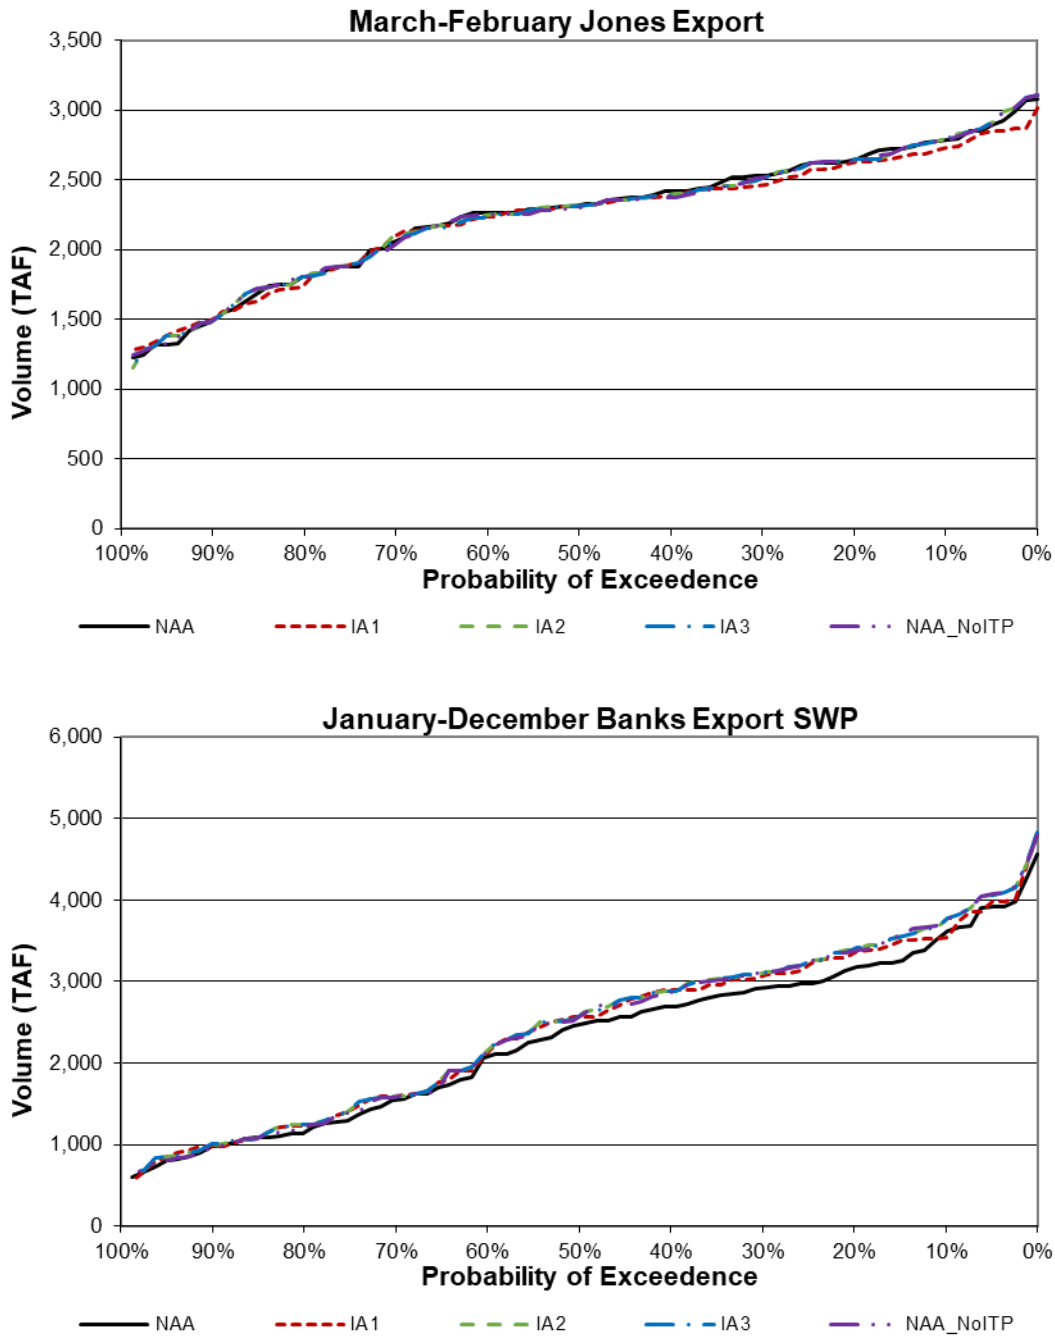 March-February Jones Export
3,500
3,000
2,500
2,000
1,500
1,000
500
0
Volume (TAF)
100% 90% 80% 70% 60% 50% 40% 30% 20% 10% 0%
Probability of Exceedence
NAA IA1 IA2 IA3 NAA_NoITP
January-December Banks Export SWP
6,000
5,000
4,000
3,000
2,000
1,000
0
Volume (TAF)
100% 90% 80% 70% 60% 50% 40% 30% 20% 10% 0%
Probability of Exceedence
NAA IA1 IA2 IA3 NAA_NoITP